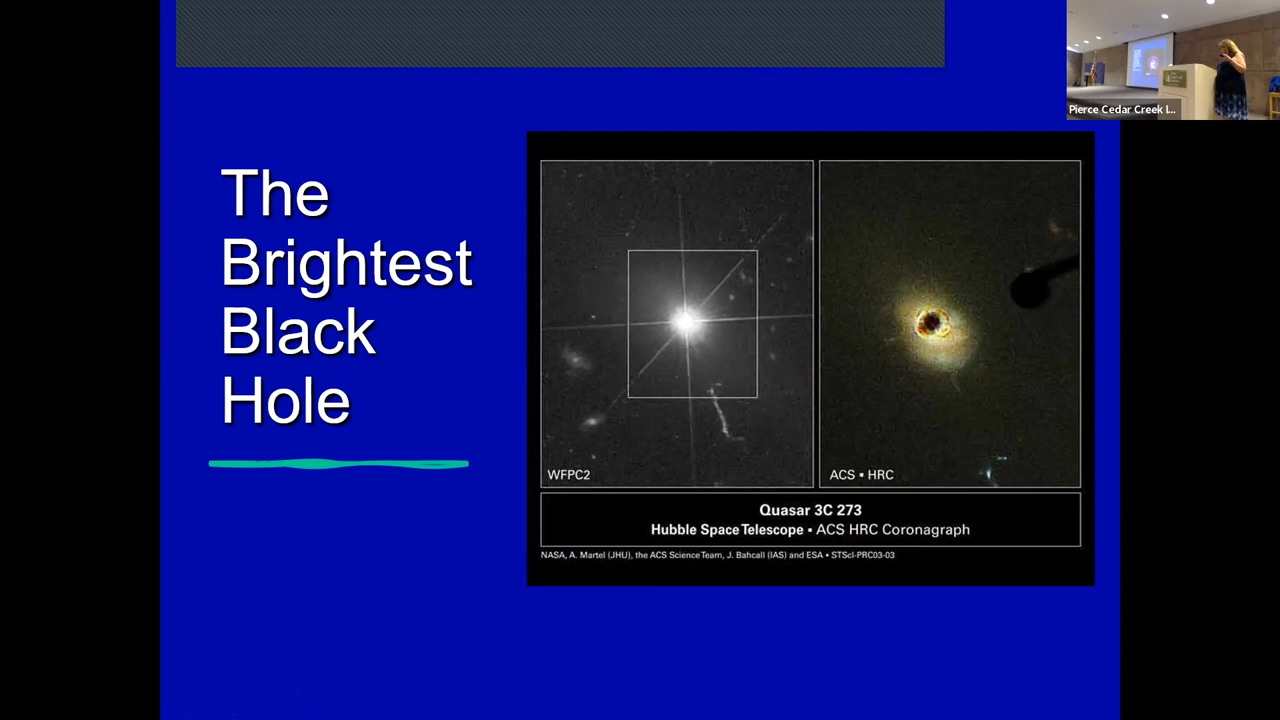 The
Brightest
Black
Hole
WFPC2
ACS ▪ HRC
Quasar 3C 273
Hubble Space Telescope ▪ ACS HRC Coronagraph
NASA, A. Martel (JHU), the ACS Science Team, J. Bahcall (IAS) and ESA ▪ STScI-PRC03-03
Pierce Cedar Creek I...